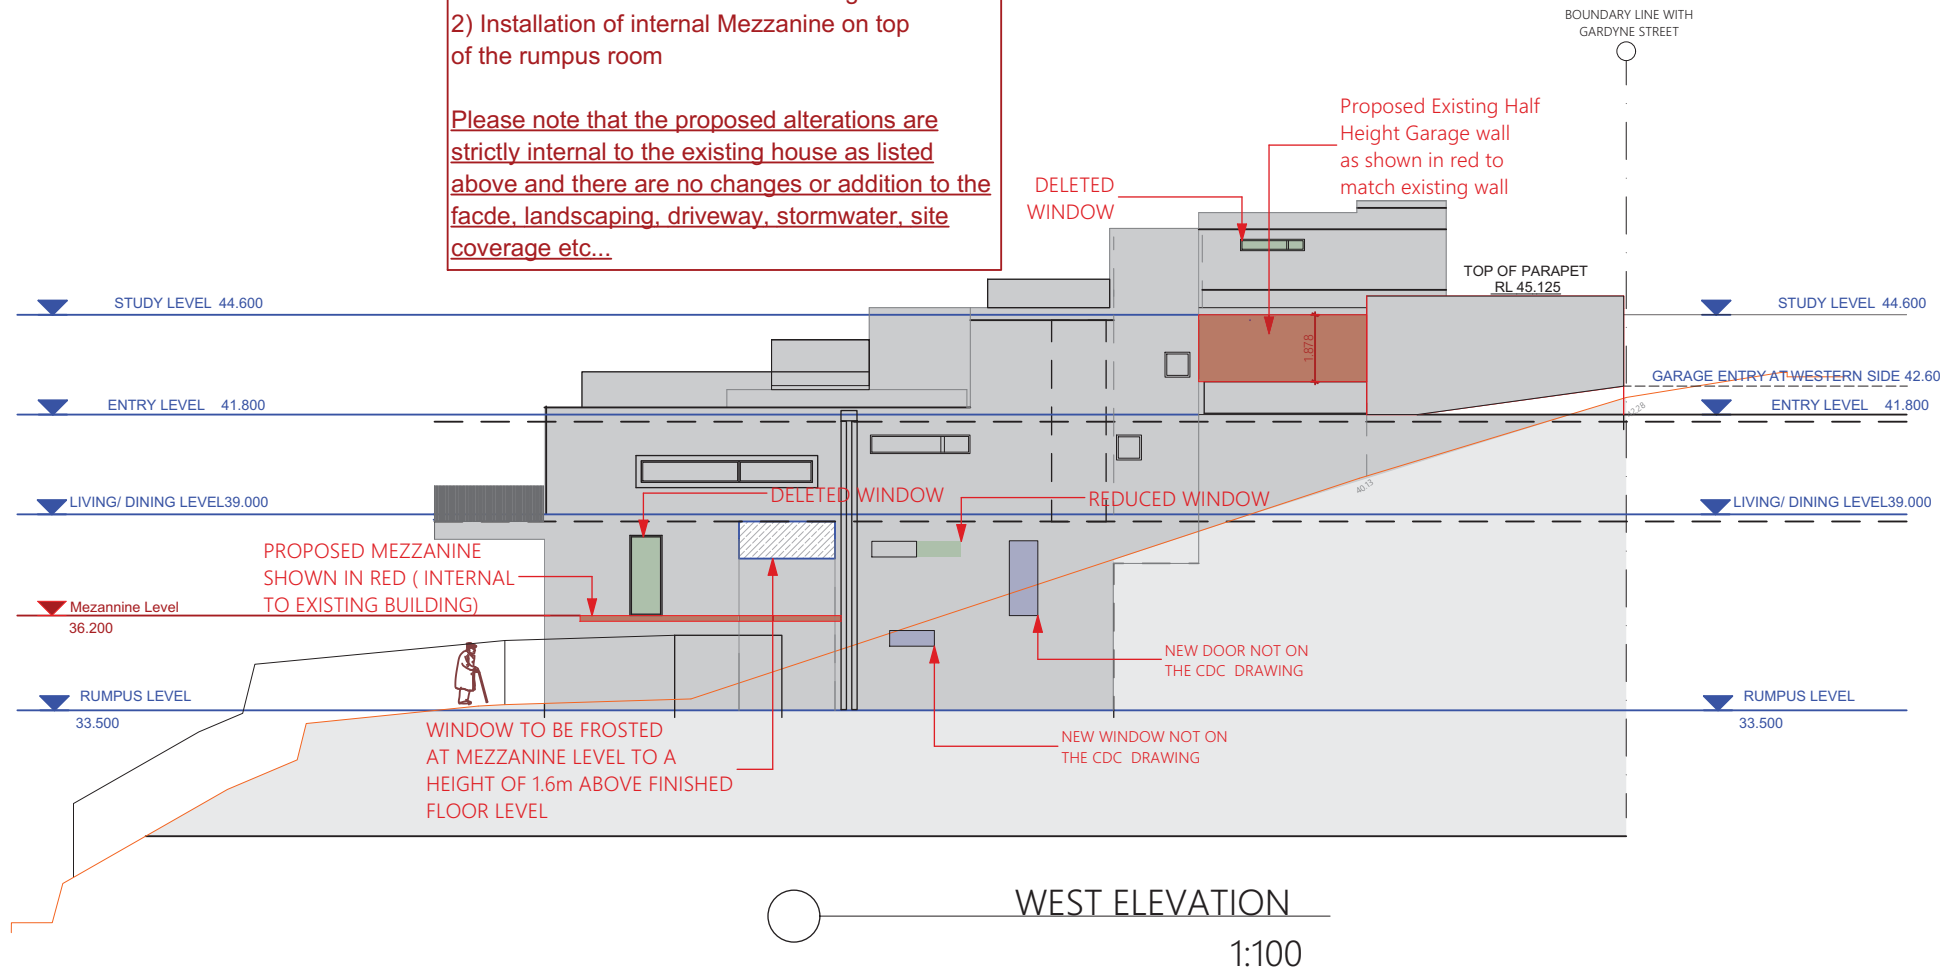 2) Installation of internal Mezzanine on top
of the rumpus room
Please note that the proposed alterations are
strictly internal to the existing house as listed
above and there are no changes or addition to the
facde, landscaping, driveway, stormwater, site
coverage etc...
BOUNDARY LINE WITH
GARDYNE STREET
Proposed Existing Half
Height Garage wall
as shown in red to
match existing wall
DELETED
WINDOW
TOP OF PARAPET
RL 45.125
STUDY LEVEL 44.600
STUDY LEVEL 44.600
1.878
GARAGE ENTRY AT WESTERN SIDE 42.60
ENTRY LEVEL 41.800
ENTRY LEVEL 41.800
42.28
40.13
DELETED WINDOW
REDUCED WINDOW
LIVING/ DINING LEVEL39.000
LIVING/ DINING LEVEL39.000
PROPOSED MEZZANINE
SHOWN IN RED ( INTERNAL
TO EXISTING BUILDING)
Mezannine Level
36.200
NEW DOOR NOT ON
THE CDC DRAWING
RUMPUS LEVEL
33.500
RUMPUS LEVEL
33.500
WINDOW TO BE FROSTED
AT MEZZANINE LEVEL TO A
HEIGHT OF 1.6m ABOVE FINISHED
FLOOR LEVEL
NEW WINDOW NOT ON
THE CDC DRAWING
WEST ELEVATION
1:100